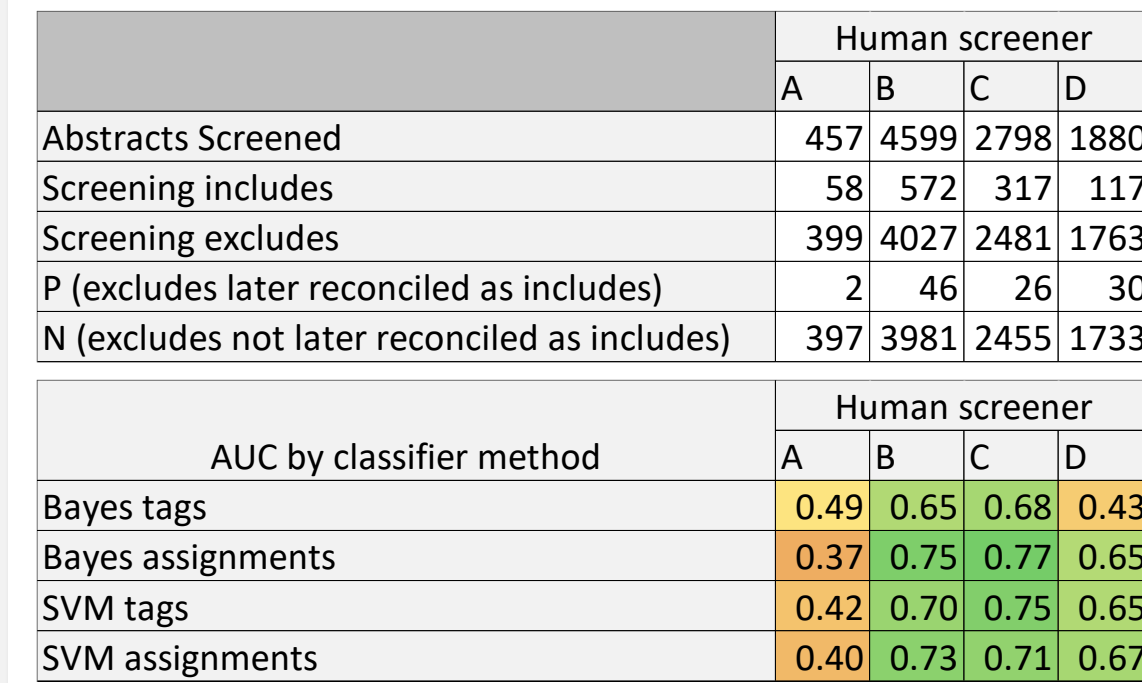 Human screener
A B C D
Abstracts Screened 457 4599 2798 1880
Screening includes 58 572 317 117
Screening excludes 399 4027 2481 1763
P (excludes later reconciled as includes) 2 46 26 30
N (excludes not later reconciled as includes) 397 3981 2455 1733
Human screener
AUC by classifier method A B C D
Bayes tags 0.49 0.65 0.68 0.43
Bayes assignments 0.37 0.75 0.77 0.65
SVM tags 0.42 0.70 0.75 0.65
SVM assignments 0.40 0.73 0.71 0.67